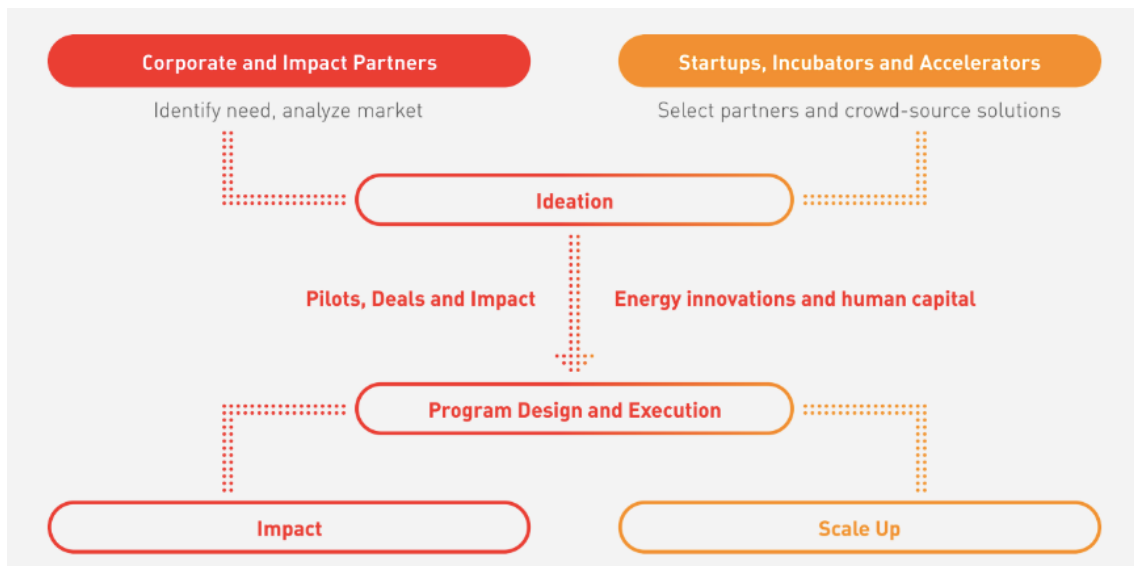 Corporate and Impact Partners
Startups, Incubators and Accelerators
Identify need, analyze market
Select partners and crowd-source solutions
Ideation
Pilots, Deals and Impact
Energy innovations and human capital
Program Design and Execution
Impact
Scale Up